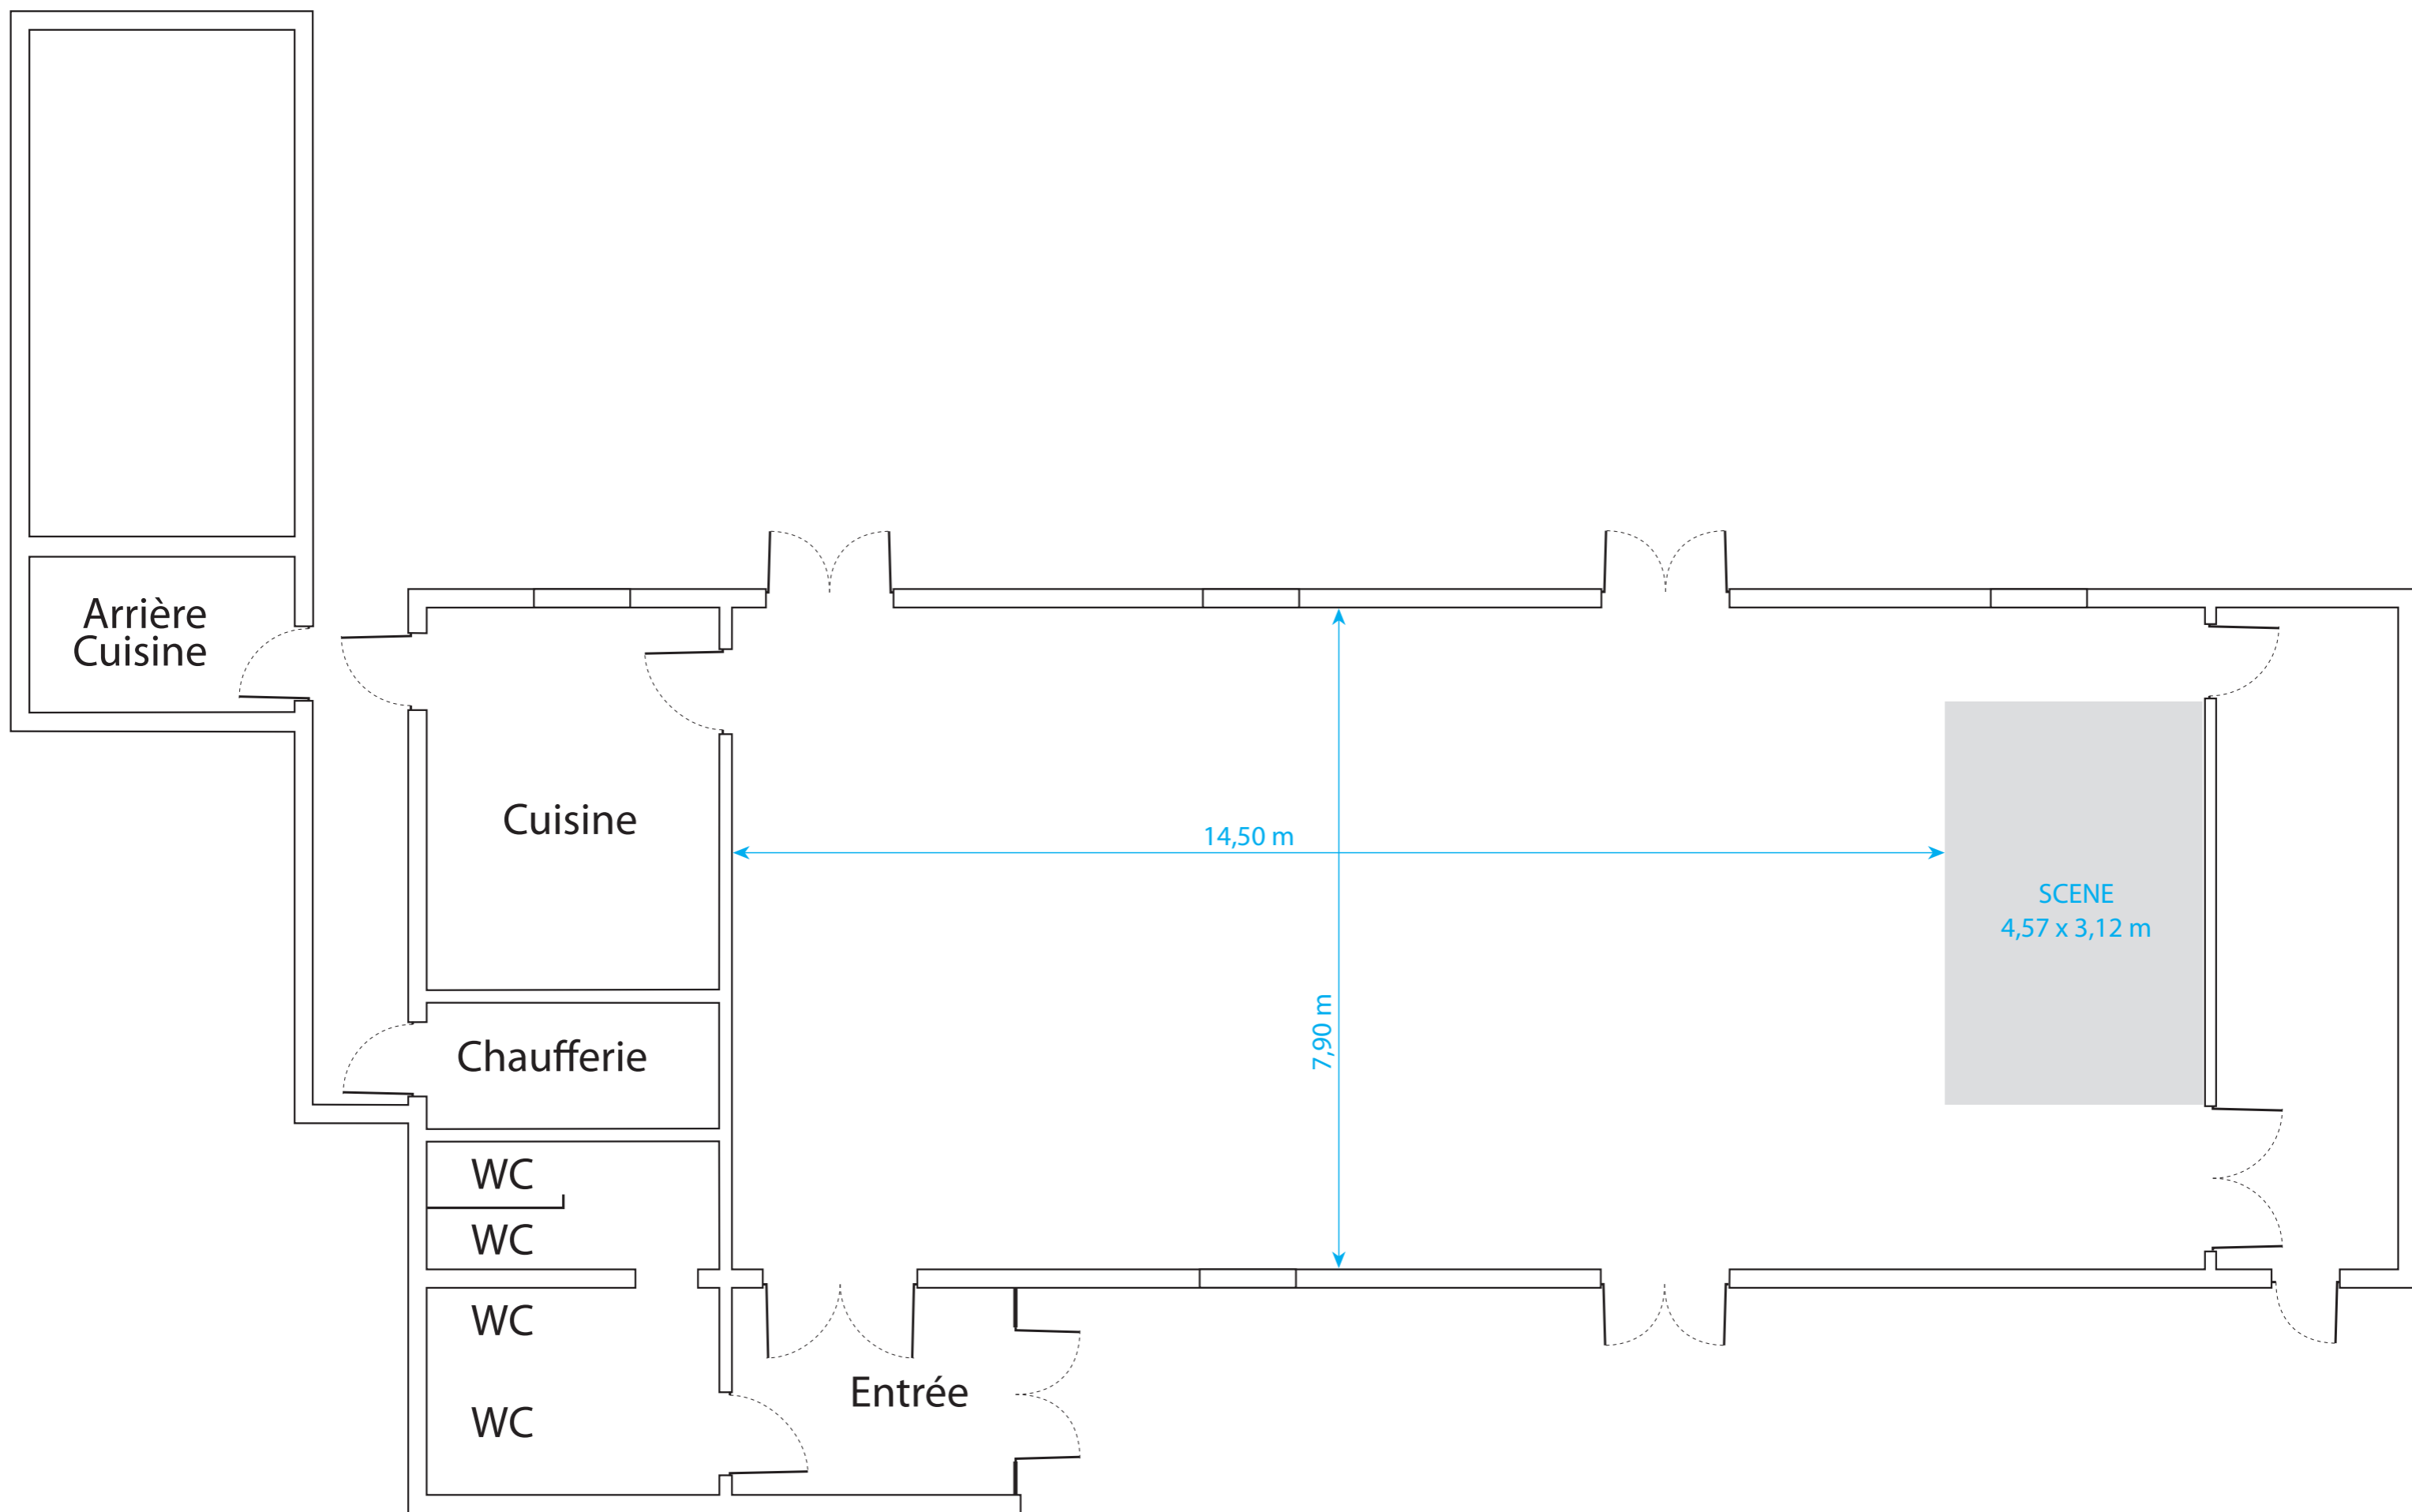 Arrière
Cuisine
Cuisine
14,50 m
SCENE
4,57 x 3,12 m
7,90 m
Chaufferie
WC
WC
WC
Entrée
WC